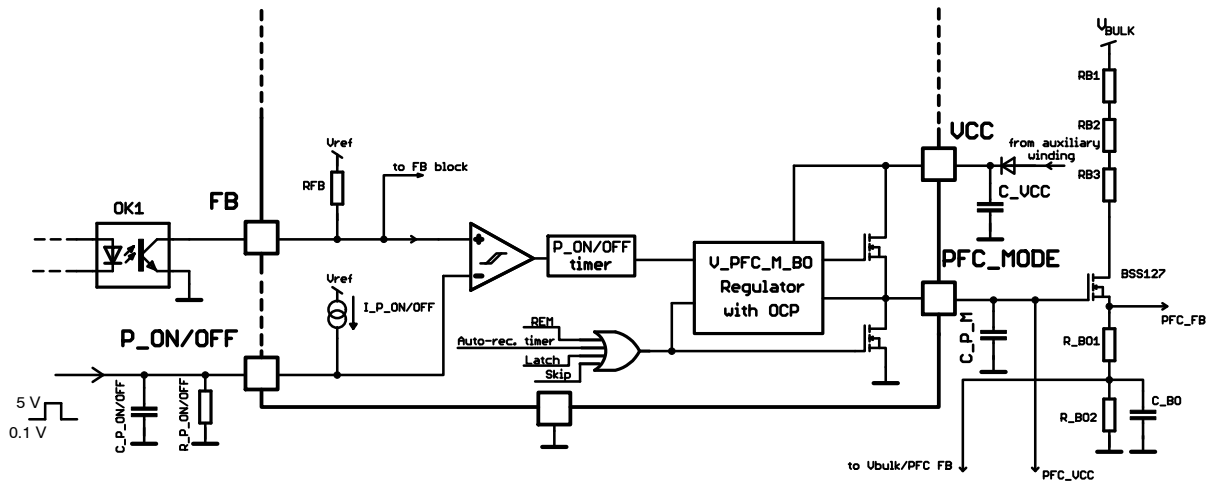 V_BULK
RB1
RB2
RB3
VCC
from auxiliary
winding
C_VCC
Vref
to FB block
RFB
FB
OK1
P_ON/OFF
timer
V_PFC_M_BO
Regulator
with OCP
PFC_MODE
BSS127
PFC_FB
Vref
I_P_ON/OFF
P_ON/OFF
REM
Auto-rec. timer
Latch
Skip
C_P_M
R_BO1
5 V
0.1 V
C_P_ON/OFF
R_P_ON/OFF
R_BO2
C_BO
to Vbulk/PFC FB
PFC_VCC